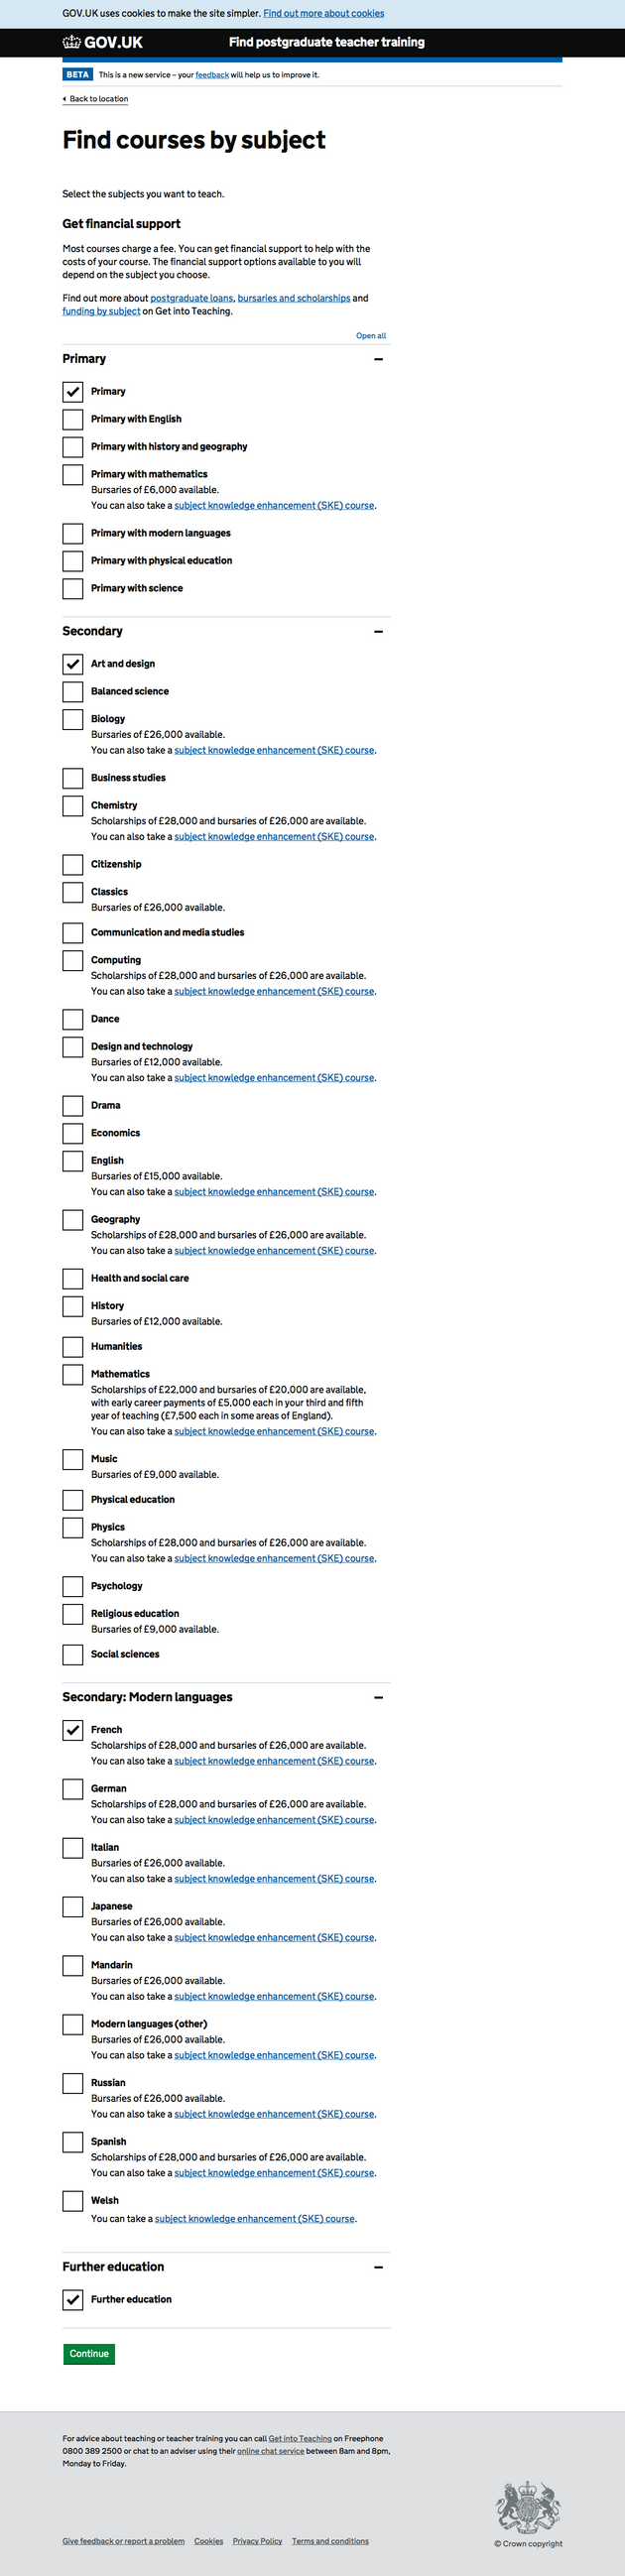 GOV.UK uses cookies to make the site simpler. Find out more about cookies
GOV.UK Find postgraduate teacher training
BETA This is a new service – your feedback will help us to improve it.
Back to location
Find courses by subject
Select the subjects you want to teach.
Get financial support
Most courses charge a fee. You can get financial support to help with the
costs of your course. The financial support options available to you will
depend on the subject you choose.
Find out more about postgraduate loans, bursaries and scholarships and
funding by subject on Get into Teaching.
Open all
Primary
Primary
Primary with English
Primary with history and geography
Primary with mathematics
Bursaries of £6,000 available.
You can also take a subject knowledge enhancement (SKE) course.
Primary with modern languages
Primary with physical education
Primary with science
Secondary
Art and design
Balanced science
Biology
Bursaries of £26,000 available.
You can also take a subject knowledge enhancement (SKE) course.
Business studies
Chemistry
Scholarships of £28,000 and bursaries of £26,000 are available.
You can also take a subject knowledge enhancement (SKE) course.
Citizenship
Classics
Bursaries of £26,000 available.
Communication and media studies
Computing
Scholarships of £28,000 and bursaries of £26,000 are available.
You can also take a subject knowledge enhancement (SKE) course.
Dance
Design and technology
Bursaries of £12,000 available.
You can also take a subject knowledge enhancement (SKE) course.
Drama
Economics
English
Bursaries of £15,000 available.
You can also take a subject knowledge enhancement (SKE) course.
Geography
Scholarships of £28,000 and bursaries of £26,000 are available.
You can also take a subject knowledge enhancement (SKE) course.
Health and social care
History
Bursaries of £12,000 available.
Humanities
Mathematics
Scholarships of £22,000 and bursaries of £20,000 are available,
with early career payments of £5,000 each in your third and fifth
year of teaching (£7,500 each in some areas of England).
You can also take a subject knowledge enhancement (SKE) course.
Music
Bursaries of £9,000 available.
Physical education
Physics
Scholarships of £28,000 and bursaries of £26,000 are available.
You can also take a subject knowledge enhancement (SKE) course.
Psychology
Religious education
Bursaries of £9,000 available.
Social sciences
Secondary: Modern languages
French
Scholarships of £28,000 and bursaries of £26,000 are available.
You can also take a subject knowledge enhancement (SKE) course.
German
Scholarships of £28,000 and bursaries of £26,000 are available.
You can also take a subject knowledge enhancement (SKE) course.
Italian
Bursaries of £26,000 available.
You can also take a subject knowledge enhancement (SKE) course.
Japanese
Bursaries of £26,000 available.
You can also take a subject knowledge enhancement (SKE) course.
Mandarin
Bursaries of £26,000 available.
You can also take a subject knowledge enhancement (SKE) course.
Modern languages (other)
Bursaries of £26,000 available.
You can also take a subject knowledge enhancement (SKE) course.
Russian
Bursaries of £26,000 available.
You can also take a subject knowledge enhancement (SKE) course.
Spanish
Scholarships of £28,000 and bursaries of £26,000 are available.
You can also take a subject knowledge enhancement (SKE) course.
Welsh
You can take a subject knowledge enhancement (SKE) course.
Further education
Further education
Continue
For advice about teaching or teacher training you can call Get into Teaching on Freephone
0800 389 2500 or chat to an adviser using their online chat service between 8am and 8pm,
Monday to Friday.
Give feedback or report a problem Cookies Privacy Policy Terms and conditions
© Crown copyright